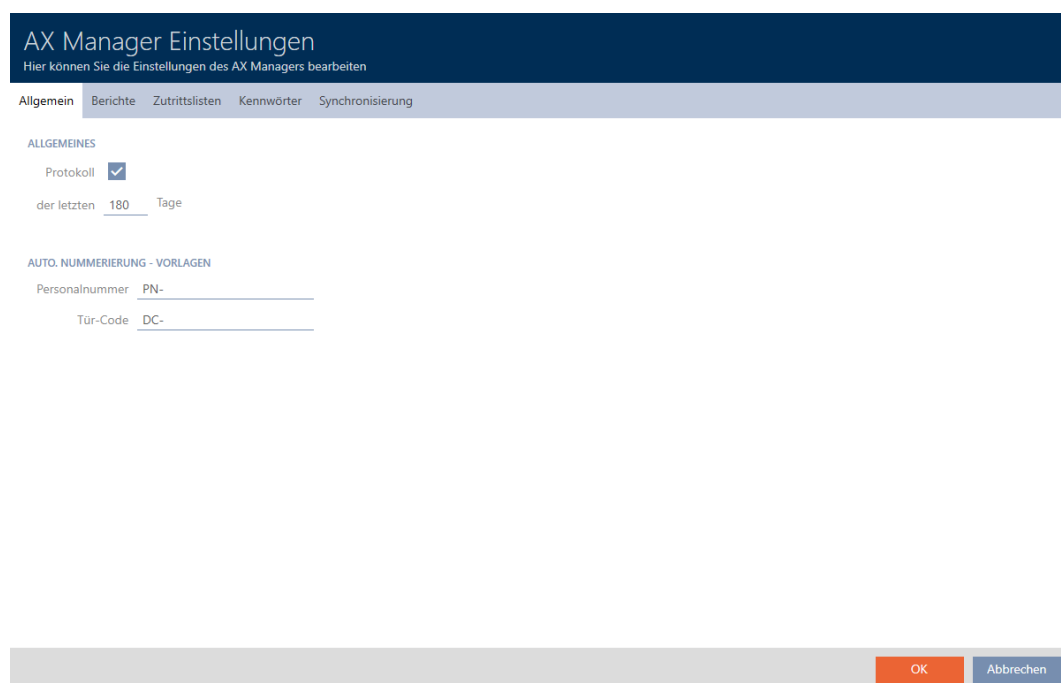 AX Manager Einstellungen
Hier können Sie die Einstellungen des AX Managers bearbeiten
Allgemein Berichte Zutrittslisten Kennwörter Synchronisierung
ALLGEMEINES
Protokoll
der letzten 180 Tage
AUTO. NUMMERIERUNG - VORLAGEN
Personalnummer PN-
Tür-Code DC-
OK Abbrechen